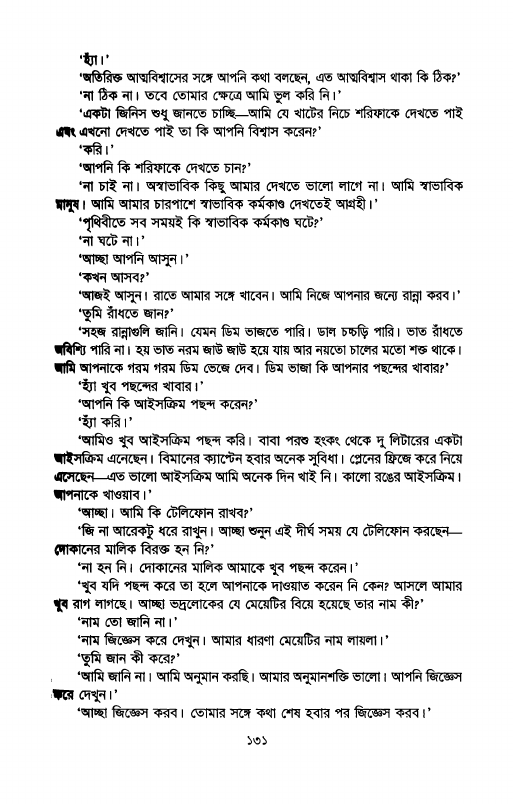 ‘হ্যাঁ।’
‘অতিরিক্ত আত্মবিশ্বাসের সঙ্গে আপনি কথা বলছেন, এত আত্মবিশ্বাস থাকা কি ঠিক?’
‘না ঠিক না। তবে তোমার ক্ষেত্রে আমি ভুল করি নি।’
‘একটা জিনিস শুধু জানতে চাচ্ছি—আমি যে খাটের নিচে শরিফাকে দেখতে পাই
এবং এখনো দেখতে পাই তা কি আপনি বিশ্বাস করেন?’
‘করি।’
‘আপনি কি শরিফাকে দেখতে চান?’
‘না চাই না। অস্বাভাবিক কিছু আমার দেখতে ভালো লাগে না। আমি স্বাভাবিক
মানুষ। আমি আমার চারপাশে স্বাভাবিক কর্মকাণ্ড দেখতেই আগ্রহী।’
‘পৃথিবীতে সব সময়ই কি স্বাভাবিক কর্মকাণ্ড ঘটে?’
‘না ঘটে না।’
‘আচ্ছা আপনি আসুন।’
‘কখন আসব?’
‘আজই আসুন। রাতে আমার সঙ্গে খাবেন। আমি নিজে আপনার জন্যে রান্না করব।’
‘তুমি রাঁধতে জান?’
‘সহজ রান্নাগুলি জানি। যেমন ডিম ভাজতে পারি। ডাল চচ্চড়ি পারি। ভাত রাঁধতে
অবিশ্যি পারি না। হয় ভাত নরম জাউ জাউ হয়ে যায় আর নয়তো চালের মতো শক্ত থাকে।
আমি আপনাকে গরম গরম ডিম ভেজে দেব। ডিম ভাজা কি আপনার পছন্দের খাবার?’
‘হ্যাঁ খুব পছন্দের খাবার।’
‘আপনি কি আইসক্রিম পছন্দ করেন?’
‘হ্যাঁ করি।’
‘আমিও খুব আইসক্রিম পছন্দ করি। বাবা পরশু হংকং থেকে দু লিটারের একটা
আইসক্রিম এনেছেন। বিমানের ক্যাপ্টেন হবার অনেক সুবিধা। প্লেনের ফ্রিজে করে নিয়ে
এসেছেন—এত ভালো আইসক্রিম আমি অনেক দিন খাই নি। কালো রঙের আইসক্রিম।
আপনাকে খাওয়াব।’
‘আচ্ছা। আমি কি টেলিফোন রাখব?’
‘জি না আরেকটু ধরে রাখুন। আচ্ছা শুনুন এই দীর্ঘ সময় যে টেলিফোন করছেন—
দোকানের মালিক বিরক্ত হন নি?’
‘না হন নি। দোকানের মালিক আমাকে খুব পছন্দ করেন।’
‘খুব যদি পছন্দ করে তা হলে আপনাকে দাওয়াত করেন নি কেন? আসলে আমার
খুব রাগ লাগছে। আচ্ছা ভদ্রলোকের যে মেয়েটির বিয়ে হয়েছে তার নাম কী?’
‘নাম তো জানি না।’
‘নাম জিজ্ঞেস করে দেখুন। আমার ধারণা মেয়েটির নাম লায়লা।’
‘তুমি জান কী করে?’
‘আমি জানি না। আমি অনুমান করছি। আমার অনুমানশক্তি ভালো। আপনি জিজ্ঞেস
করে দেখুন।’
‘আচ্ছা জিজ্ঞেস করব। তোমার সঙ্গে কথা শেষ হবার পর জিজ্ঞেস করব।’
১৩১